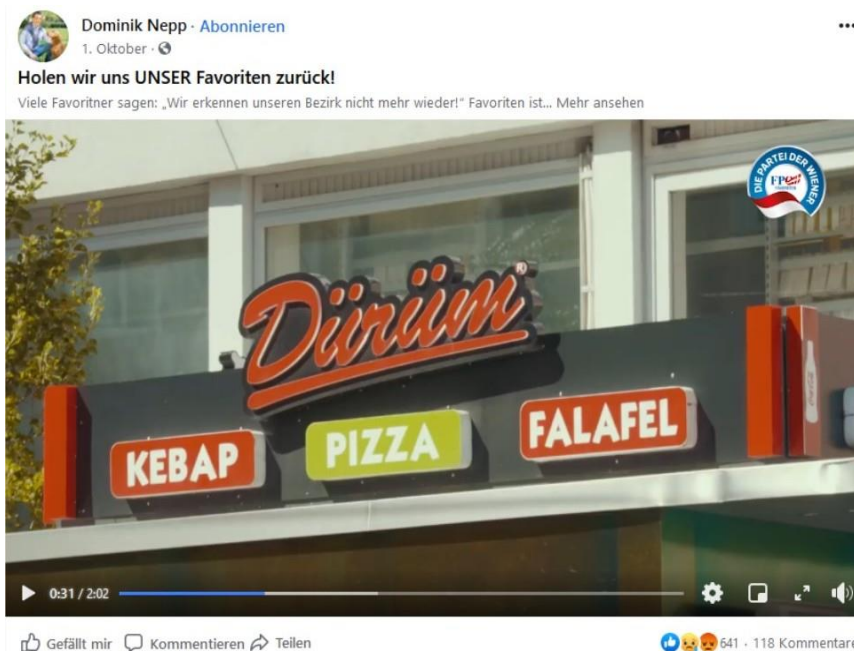 Dominik Nepp · Abonnieren
1. Oktober ·
Holen wir uns UNSER Favoriten zurück!
Viele Favoritner sagen: „Wir erkennen unseren Bezirk nicht mehr wieder!“ Favoriten ist... Mehr ansehen
DIE PARTEI DER WIENER
FPÖ
Dürüm
®
KEBAP
PIZZA
FALAFEL
Coca-Cola
0:31 / 2:02
Gefällt mir Kommentieren Teilen
641 · 118 Kommentare